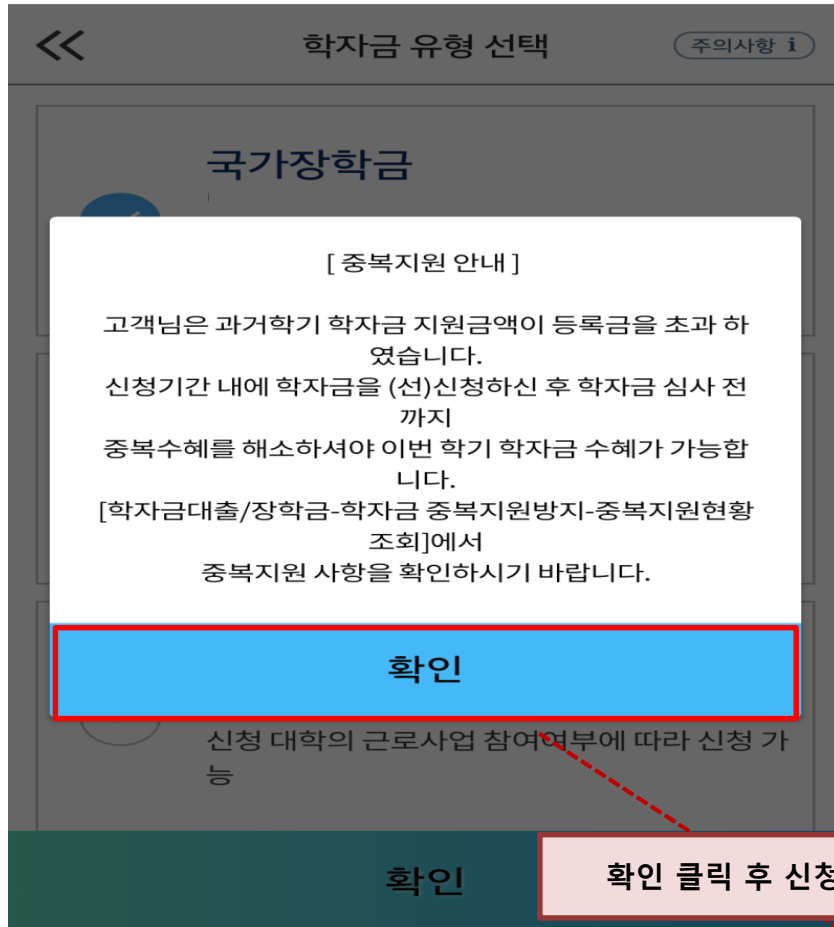 학자금 유형 선택
주의사항 i
국가장학금
[ 중복지원 안내 ]
고객님은 과거학기 학자금 지원금액이 등록금을 초과 하
였습니다.
신청기간 내에 학자금을 (선)신청하신 후 학자금 심사 전
까지
중복수혜를 해소하셔야 이번 학기 학자금 수혜가 가능합
니다.
[학자금대출/장학금-학자금 중복지원방지-중복지원현황
조회]에서
중복지원 사항을 확인하시기 바랍니다.
확인
신청 대학의 근로사업 참여여부에 따라 신청 가
능
확인
확인 클릭 후 신청